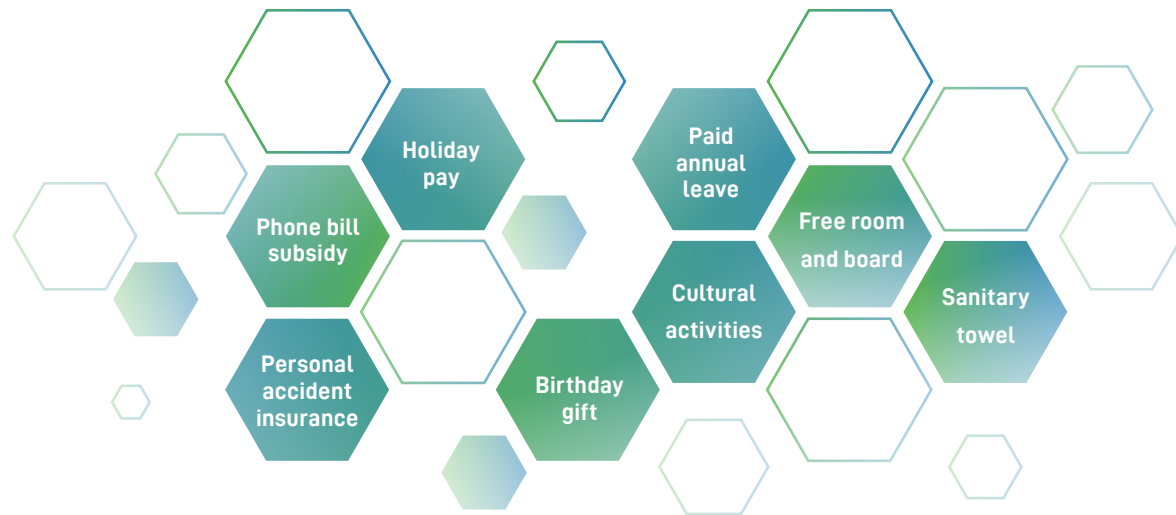 Holiday
pay
Phone bill
subsidy
Personal
accident
insurance
Birthday
gift
Paid
annual
leave
Cultural
activities
Free room
and board
Sanitary
towel